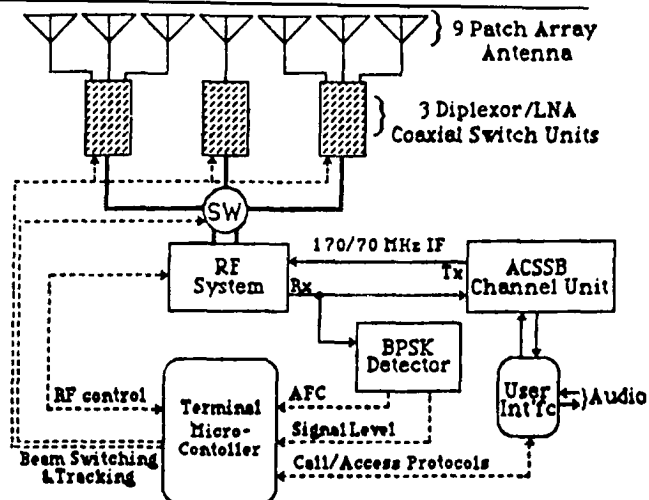 9 Patch Array
Antenna
3 Diplexor/LNA
Coaxial Switch Units
SW
170/70 MHz IF
RF
System
Tx
Rx
ACSSB
Channel Unit
BPSK
Detector
User
Int'fc
Audio
RF control
Terminal
Micro-
Contoller
AFC
Signal Level
Beam Switching
& Tracking
Call/Access Protocols